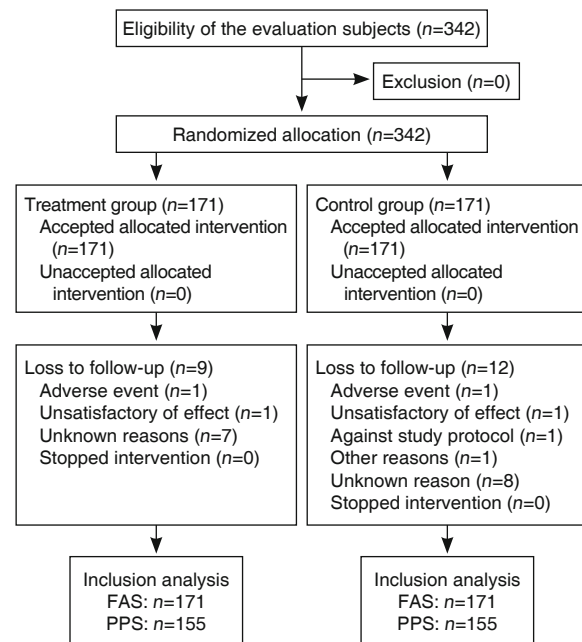 Eligibility of the evaluation subjects (n=342)
Exclusion (n=0)
Randomized allocation (n=342)
Treatment group (n=171)
Accepted allocated intervention
(n=171)
Unaccepted allocated
intervention (n=0)
Control group (n=171)
Accepted allocated intervention
(n=171)
Unaccepted allocated
intervention (n=0)
Loss to follow-up (n=9)
Adverse event (n=1)
Unsatisfactory of effect (n=1)
Unknown reasons (n=7)
Stopped intervention (n=0)
Loss to follow-up (n=12)
Adverse event (n=1)
Unsatisfactory of effect (n=1)
Against study protocol (n=1)
Other reasons (n=1)
Unknown reason (n=8)
Stopped intervention (n=0)
Inclusion analysis
FAS: n=171
PPS: n=155
Inclusion analysis
FAS: n=171
PPS: n=155